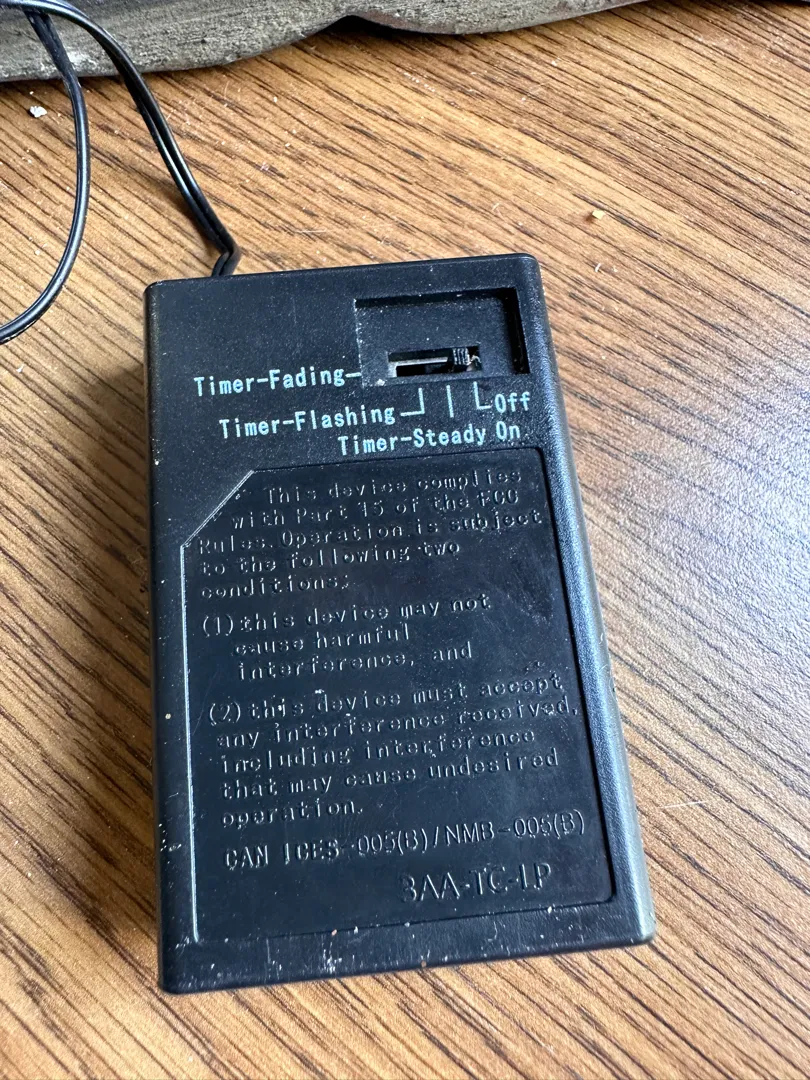 Timer-Fading
Timer-Flashing
Off
Timer-Steady On
This device complies
with Part 15 of the FCC
Rules. Operation is subject
to the following two
conditions:
(1) this device may not
cause harmful
interference, and
(2) this device must accept
any interference received,
including interference
that may cause undesired
operation.
CAN ICES-005(B)/NMB-005(B)
3AA-TC-LP